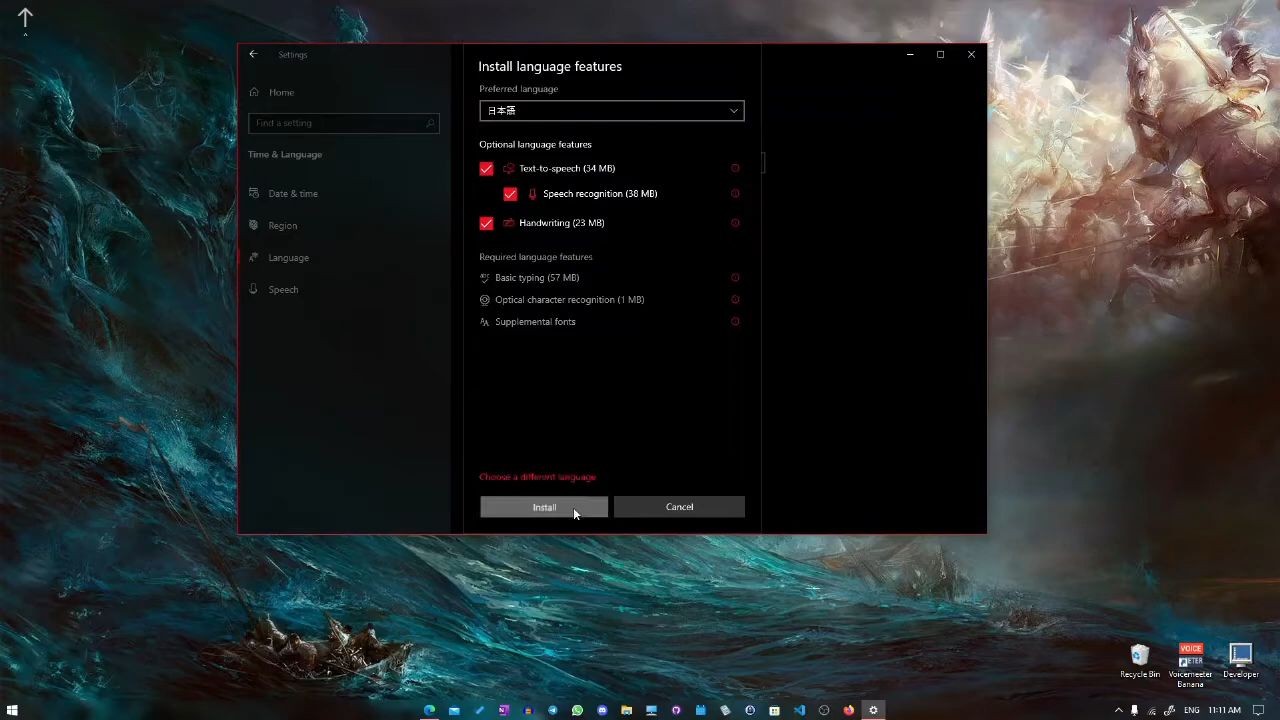 Settings
Home
Find a setting
Time & Language
Date & time
Region
Language
Speech
Install language features
Preferred language
日本語
Optional language features
Text-to-speech (34 MB)
Speech recognition (38 MB)
Handwriting (23 MB)
Required language features
Basic typing (57 MB)
Optical character recognition (1 MB)
Supplemental fonts
Choose a different language
Install
Cancel
Recycle Bin
VOICE
Voicemeeter
Banana
Developer
11:11 AM